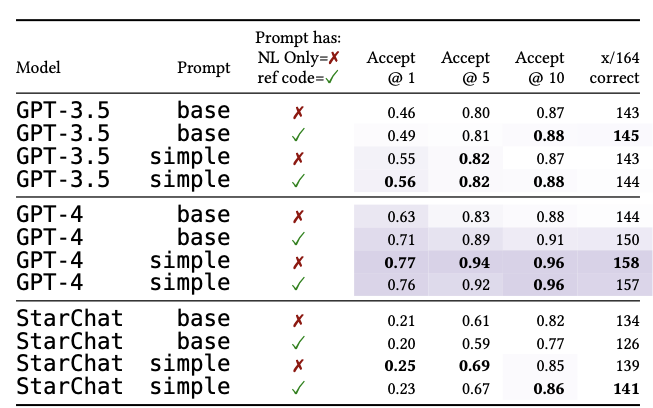 Prompt has:
NL Only=✗ Accept Accept Accept x/164
Model Prompt ref code=✓ @ 1 @ 5 @ 10 correct
GPT-3.5 base ✗ 0.46 0.80 0.87 143
GPT-3.5 base ✓ 0.49 0.81 0.88 145
GPT-3.5 simple ✗ 0.55 0.82 0.87 143
GPT-3.5 simple ✓ 0.56 0.82 0.88 144
GPT-4 base ✗ 0.63 0.83 0.88 144
GPT-4 base ✓ 0.71 0.89 0.91 150
GPT-4 simple ✗ 0.77 0.94 0.96 158
GPT-4 simple ✓ 0.76 0.92 0.96 157
StarChat base ✗ 0.21 0.61 0.82 134
StarChat base ✓ 0.20 0.59 0.77 126
StarChat simple ✗ 0.25 0.69 0.85 139
StarChat simple ✓ 0.23 0.67 0.86 141